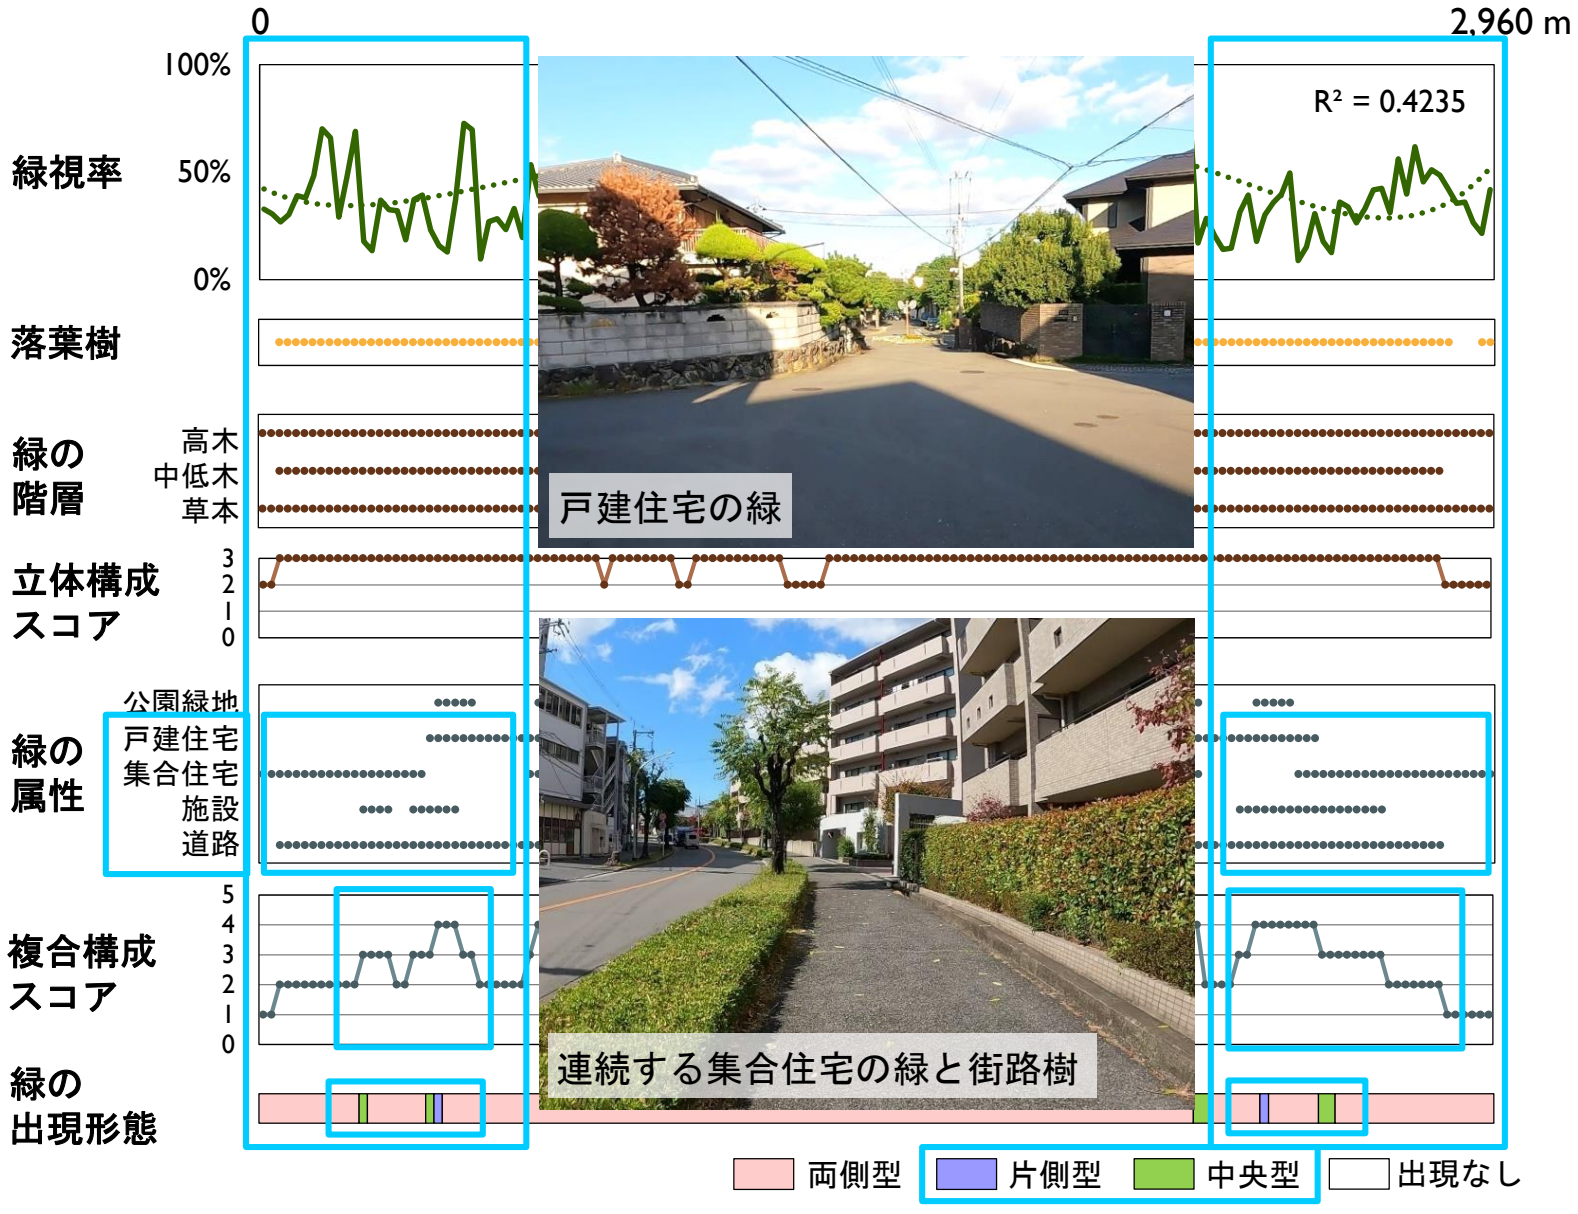 0
2,960 m
100%
R² = 0.4235
緑視率
50%
0%
落葉樹
緑の
階層
高木
中低木
草本
戸建住宅の緑
立体構成
スコア
3
2
1
0
緑の
属性
公園緑地
戸建住宅
集合住宅
施設
道路
複合構成
スコア
5
4
3
2
1
0
連続する集合住宅の緑と街路樹
緑の
出現形態
両側型
片側型
中央型
出現なし